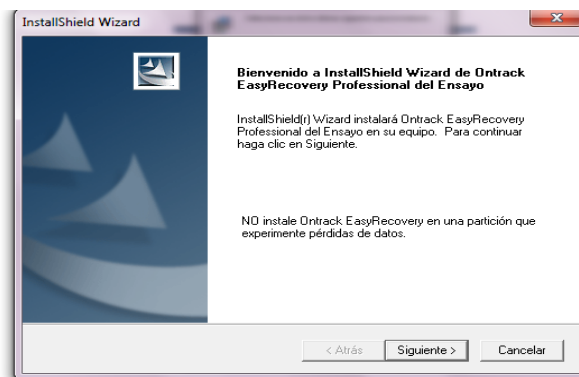 InstallShield Wizard
Bienvenido a InstallShield Wizard de Ontrack
EasyRecovery Professional del Ensayo
InstallShield(r) Wizard instalará Ontrack EasyRecovery
Professional del Ensayo en su equipo. Para continuar
haga clic en Siguiente.
NO instale Ontrack EasyRecovery en una partición que
experimente pérdidas de datos.
< Atrás
Siguiente >
Cancelar